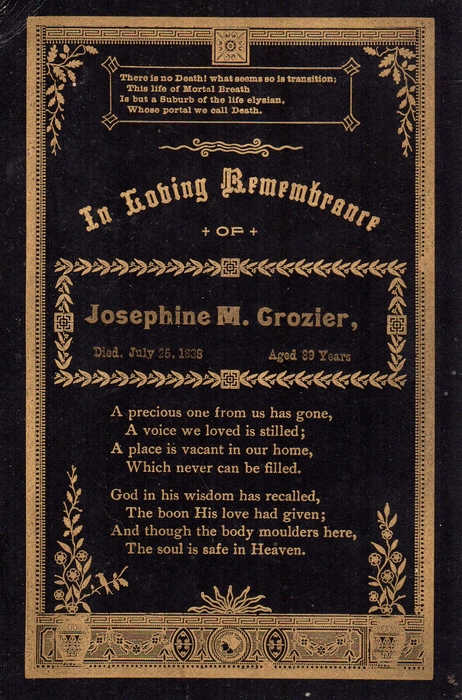 There is no Death! what seems so is transition;
This life of Mortal Breath
Is but a Suburb of the life elysian,
Whose portal we call Death.
In Loving Remembrance
+ OF +
Josephine M. Crozier,
Died, July 25,
Aged Years
A precious one from us has gone,
A voice we loved is stilled;
A place is vacant in our home,
Which never can be filled.
God in his wisdom has recalled,
The boon His love had given;
And though the body moulders here,
The soul is safe in Heaven.